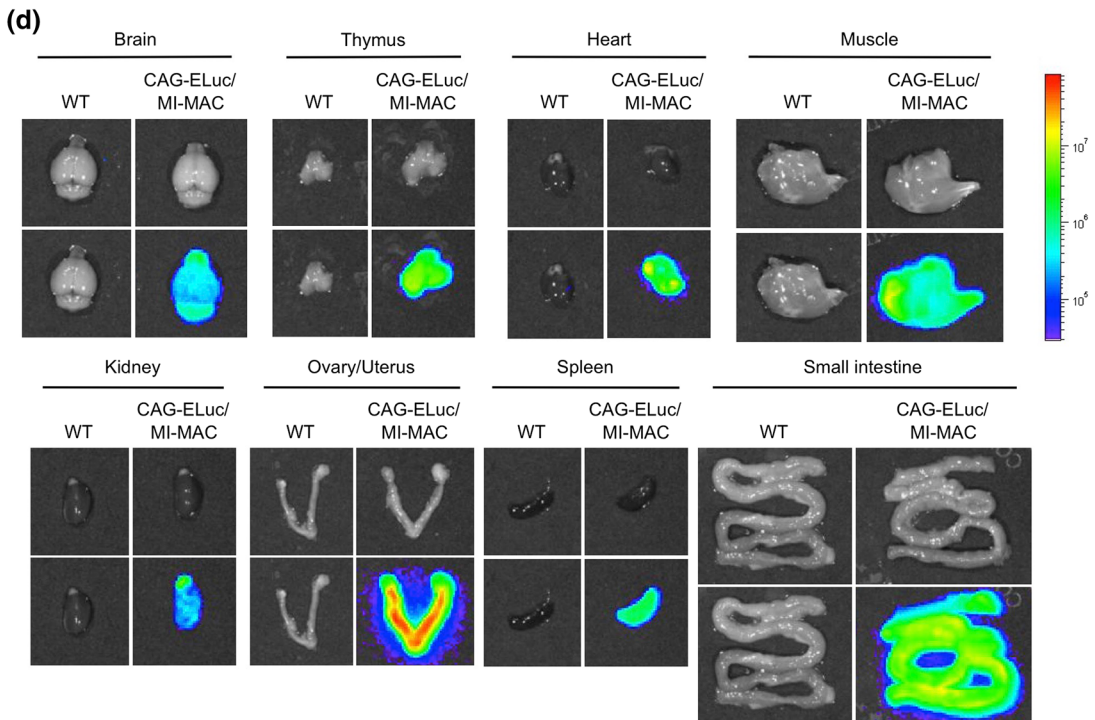 (d)
Brain
Thymus
Heart
Muscle
WT
CAG-ELuc/
MI-MAC
WT
CAG-ELuc/
MI-MAC
WT
CAG-ELuc/
MI-MAC
WT
CAG-ELuc/
MI-MAC
10⁷
10⁶
10⁵
Kidney
Ovary/Uterus
Spleen
Small intestine
WT
CAG-ELuc/
MI-MAC
WT
CAG-ELuc/
MI-MAC
WT
CAG-ELuc/
MI-MAC
WT
CAG-ELuc/
MI-MAC